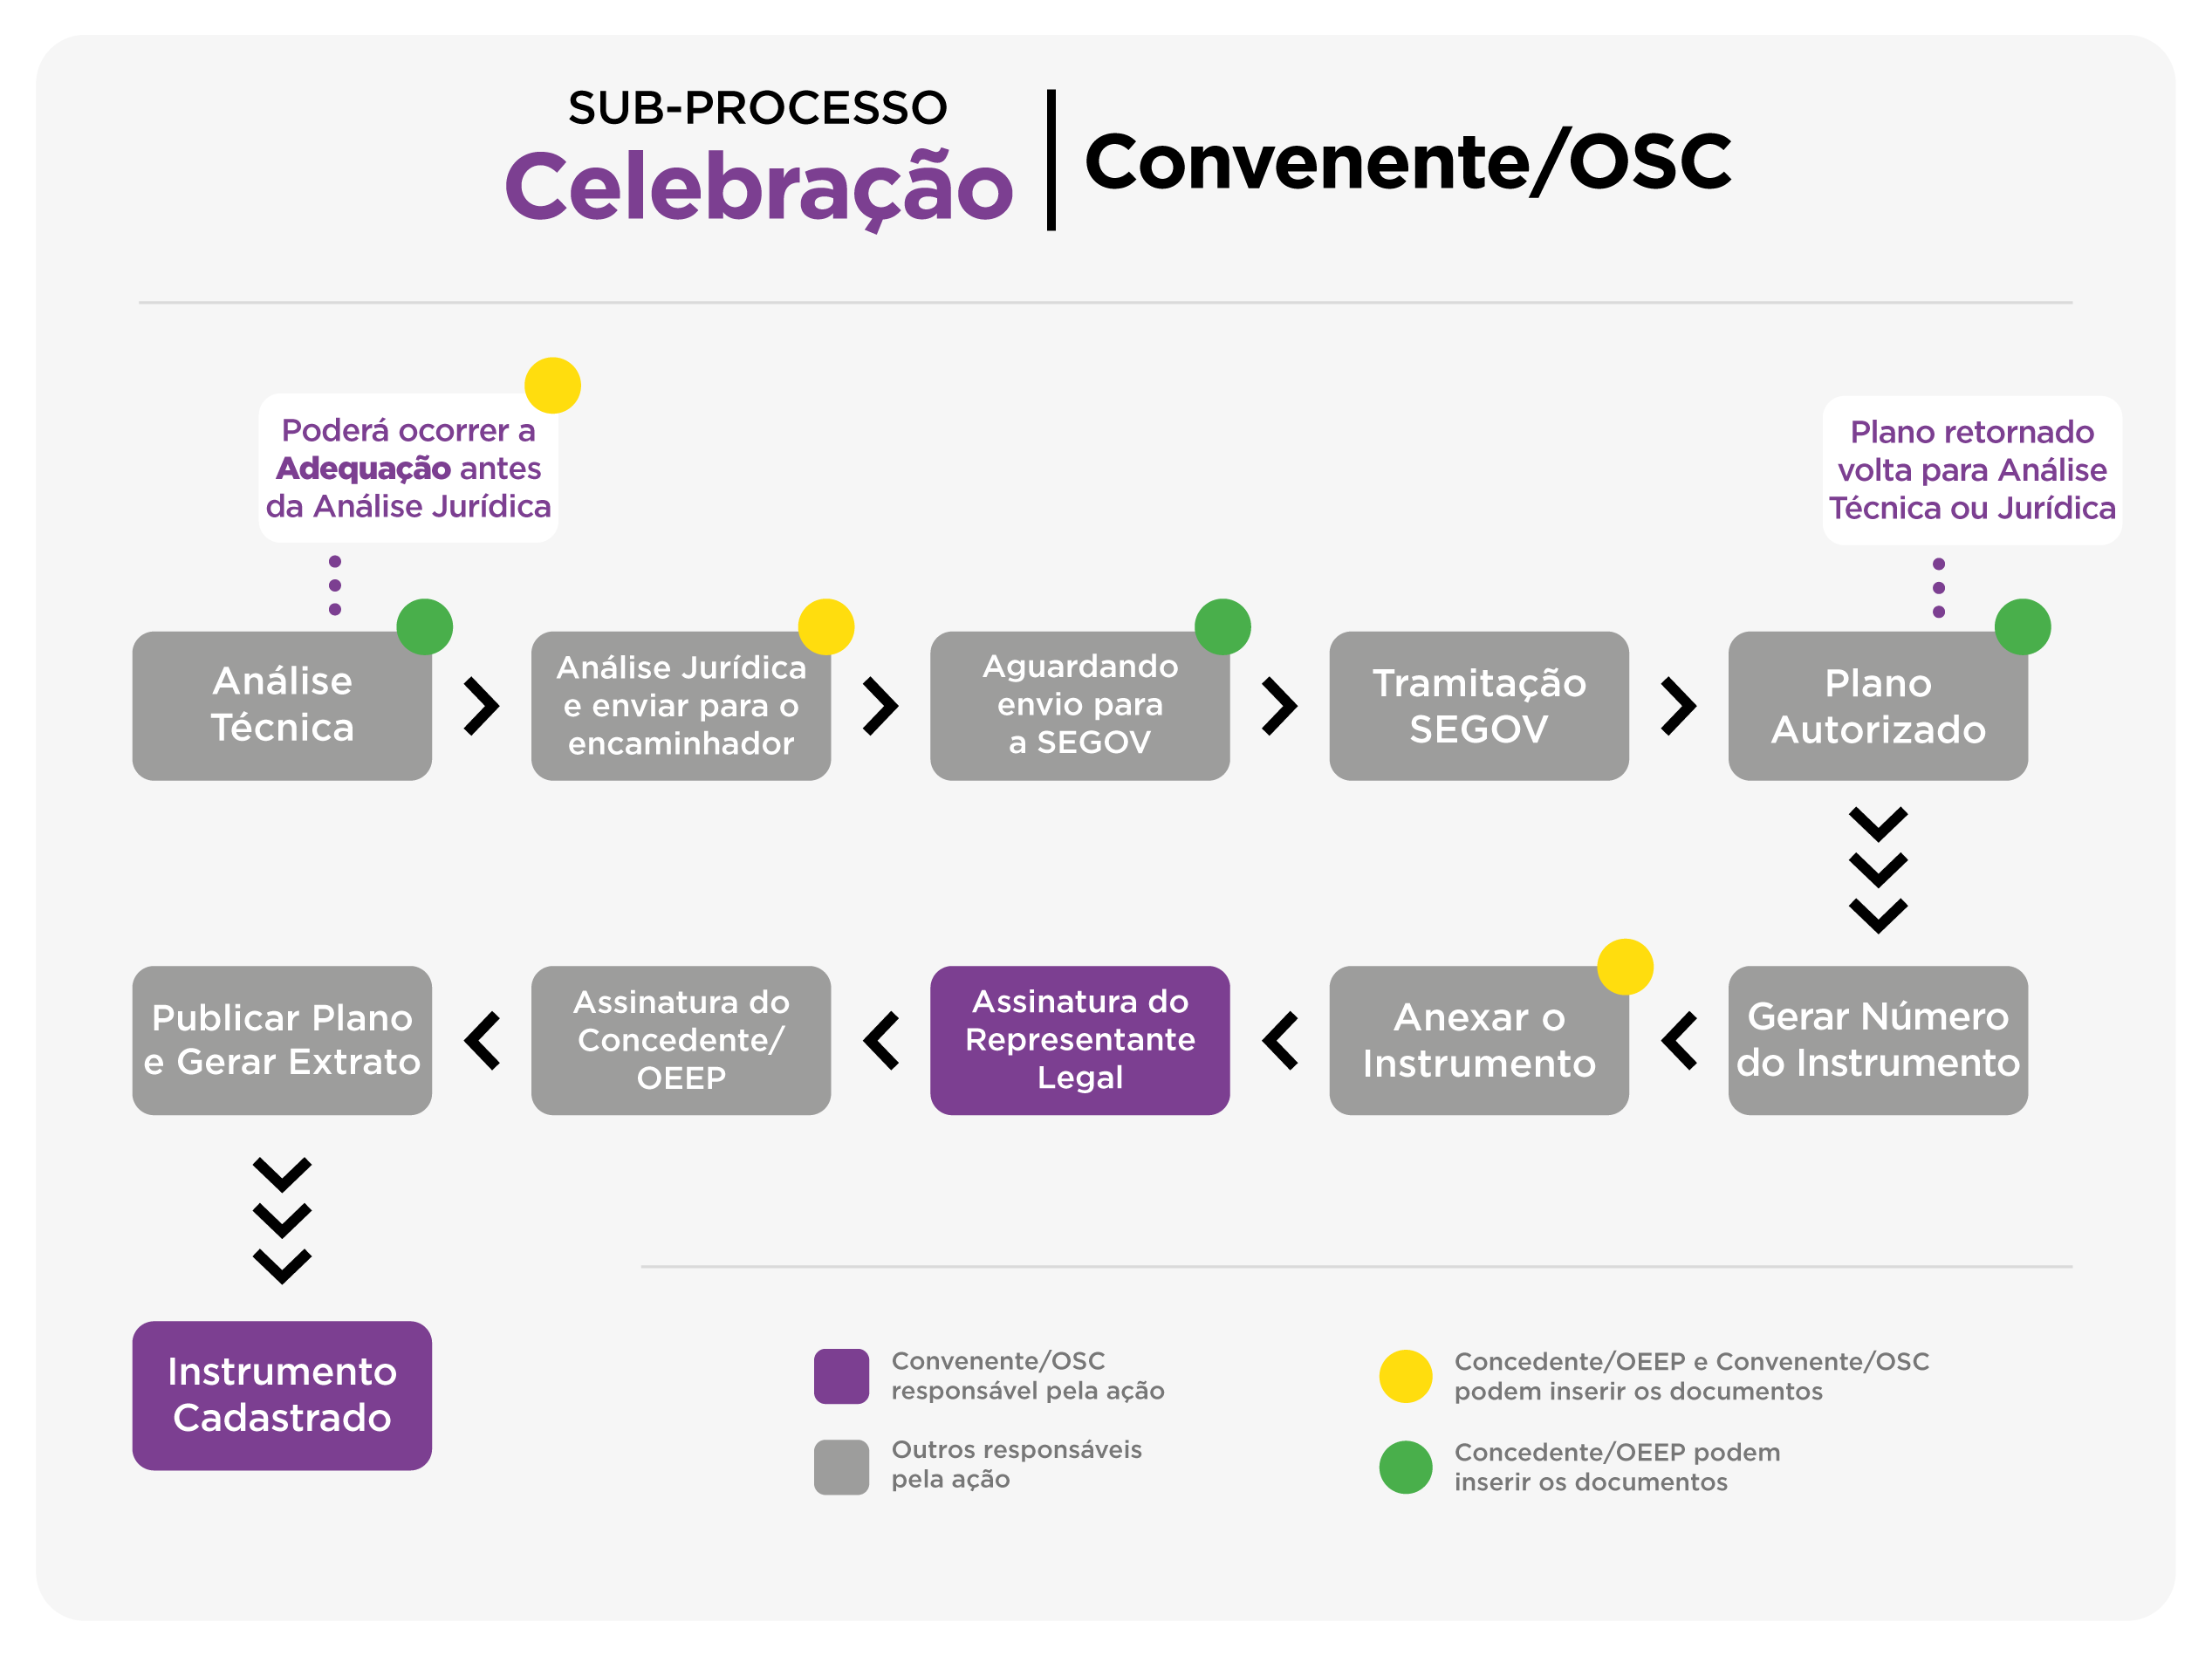 SUB-PROCESSO
Celebração
Convenente/OSC
Poderá ocorrer a
Adequação antes
da Análise Jurídica
Plano retornado
volta para Análise
Técnica ou Jurídica
Análise
Técnica
Análise Jurídica
e enviar para o
encaminhador
Aguardando
envio para
a SEGOV
Tramitação
SEGOV
Plano
Autorizado
Publicar Plano
e Gerar Extrato
Assinatura do
Concedente/
OEEP
Assinatura do
Representante
Legal
Anexar o
Instrumento
Gerar Número
do Instrumento
Instrumento
Cadastrado
Convenente/OSC
responsável pela ação
Outros responsáveis
pela ação
Concedente/OEEP e Convenente/OSC
podem inserir os documentos
Concedente/OEEP podem
inserir os documentos